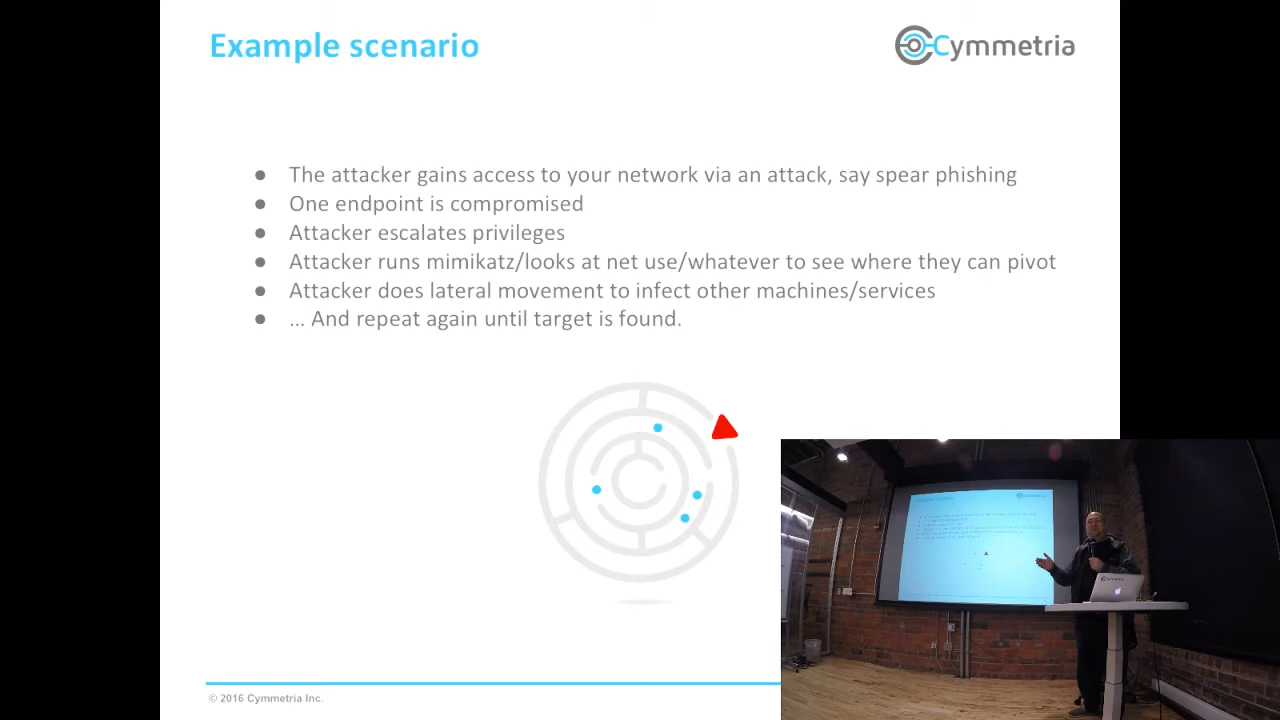 Example scenario
Cymmetria
● The attacker gains access to your network via an attack, say spear phishing
● One endpoint is compromised
● Attacker escalates privileges
● Attacker runs mimikatz/looks at net use/whatever to see where they can pivot
● Attacker does lateral movement to infect other machines/services
● ... And repeat again until target is found.
© 2016 Cymmetria Inc.